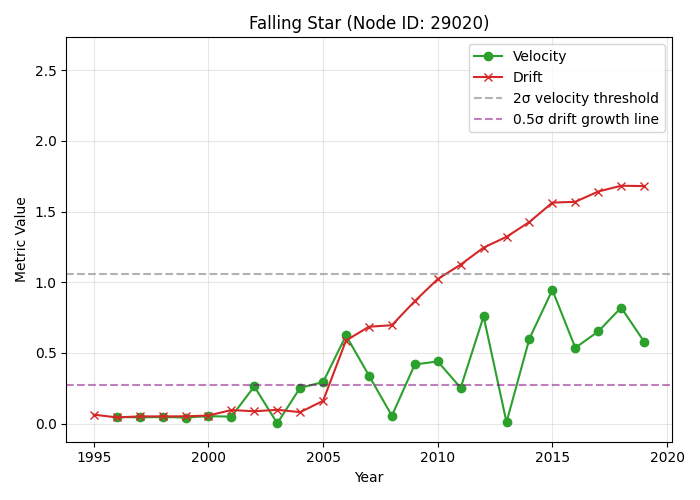 Falling Star (Node ID: 29020)
Velocity
Drift
2σ velocity threshold
0.5σ drift growth line
Metric Value
2.5
2.0
1.5
1.0
0.5
0.0
1995
2000
2005
2010
2015
2020
Year